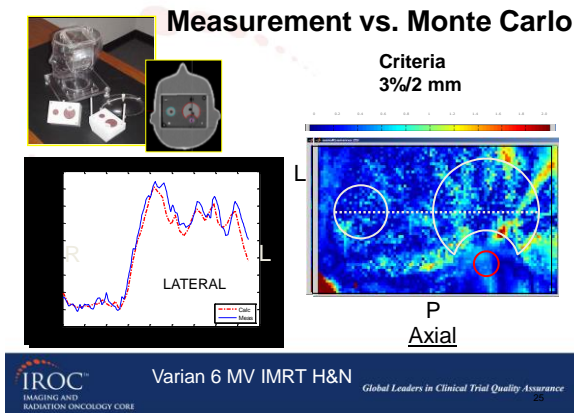 Measurement vs. Monte Carlo
Criteria
3%/2 mm
L
R
L
LATERAL
Calc
Meas
P
Axial
IROC™
IMAGING AND
RADIATION ONCOLOGY CORE
Varian 6 MV IMRT H&N
Global Leaders in Clinical Trial Quality Assurance
25